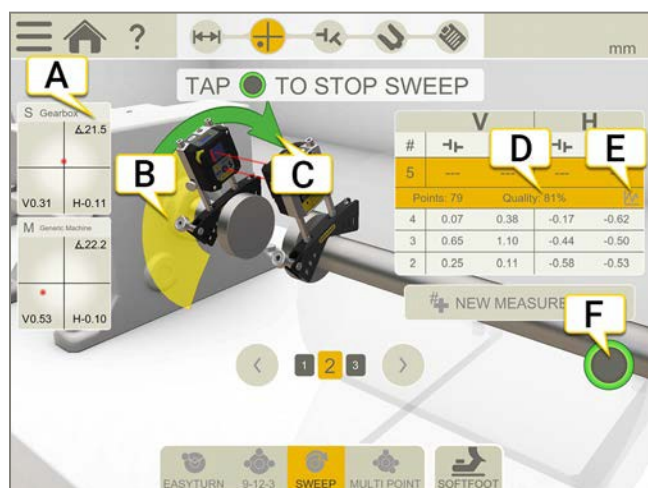 ?
mm
TAP TO STOP SWEEP
A
S Gearbox
∡21.5
V0.31 H-0.11
M Generic Machine
∡22.2
V0.53 H-0.10
B
C
D
E
V H
#
5 --- --- ---
Points: 79 Quality: 81%
4 0.07 0.38 -0.17 -0.62
3 0.65 1.10 -0.44 -0.50
2 0.25 0.11 -0.58 -0.53
NEW MEASURE
F
1 2 3
EASYTURN 9-12-3 SWEEP MULTI POINT SOFTFOOT